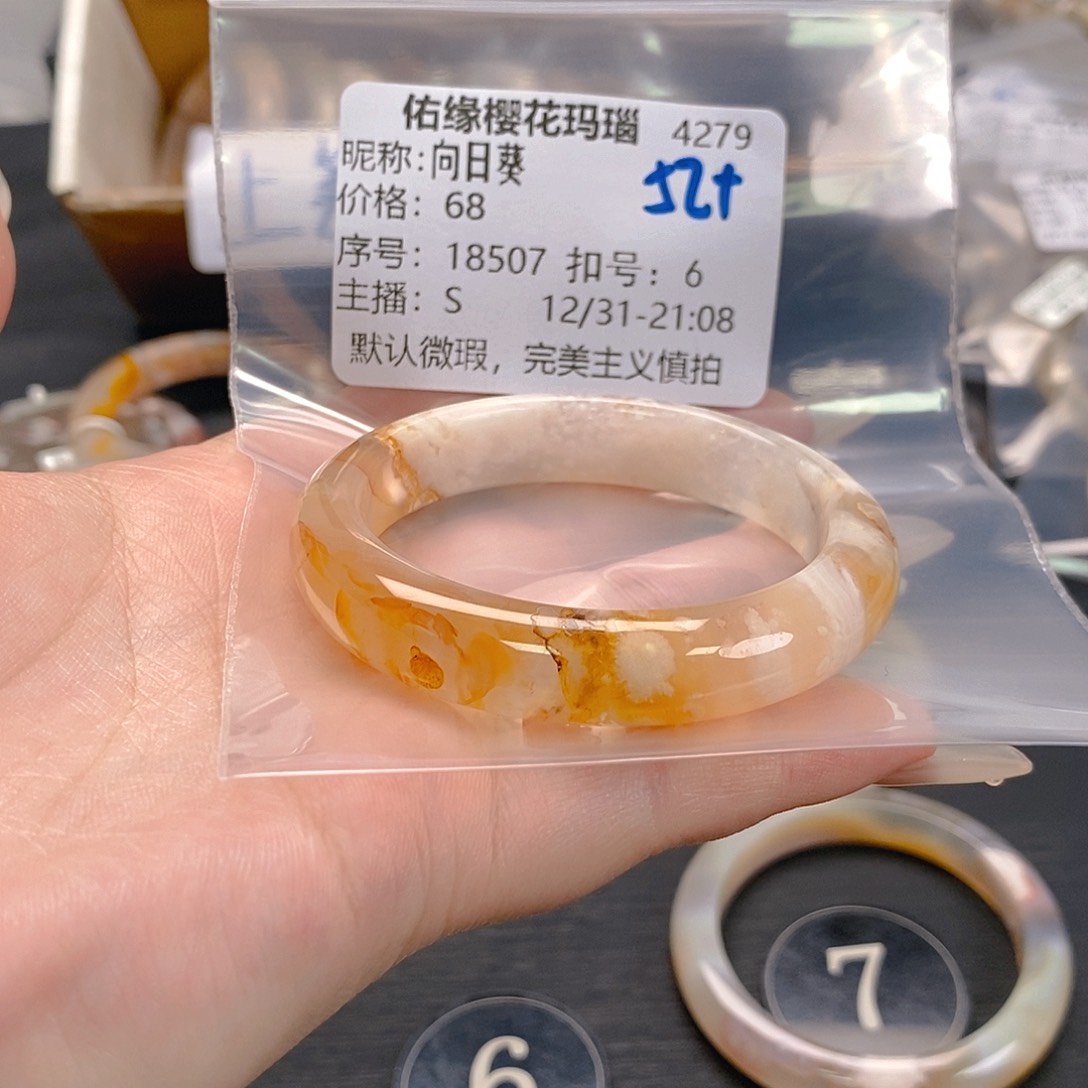 佑缘樱花玛瑙 4279
昵称:向日葵
52+
价格: 68
序号: 18507 扣号: 6
主播: S 12/31-21:08
默认微瑕，完美主义慎拍
7
6